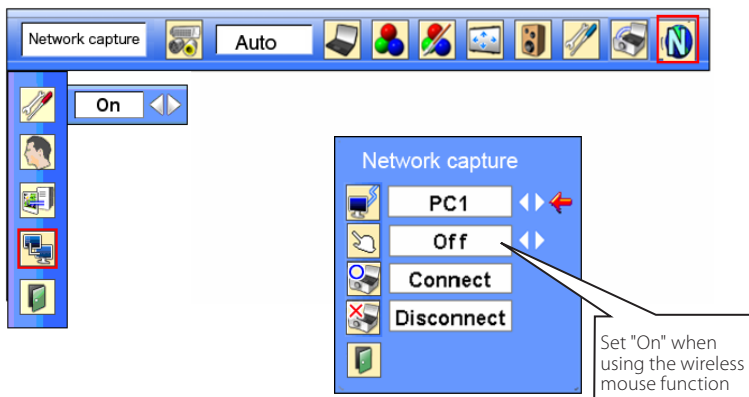 Network capture
Auto
N
On
Network capture
PC1
Off
Connect
Disconnect
Set "On" when
using the wireless
mouse function